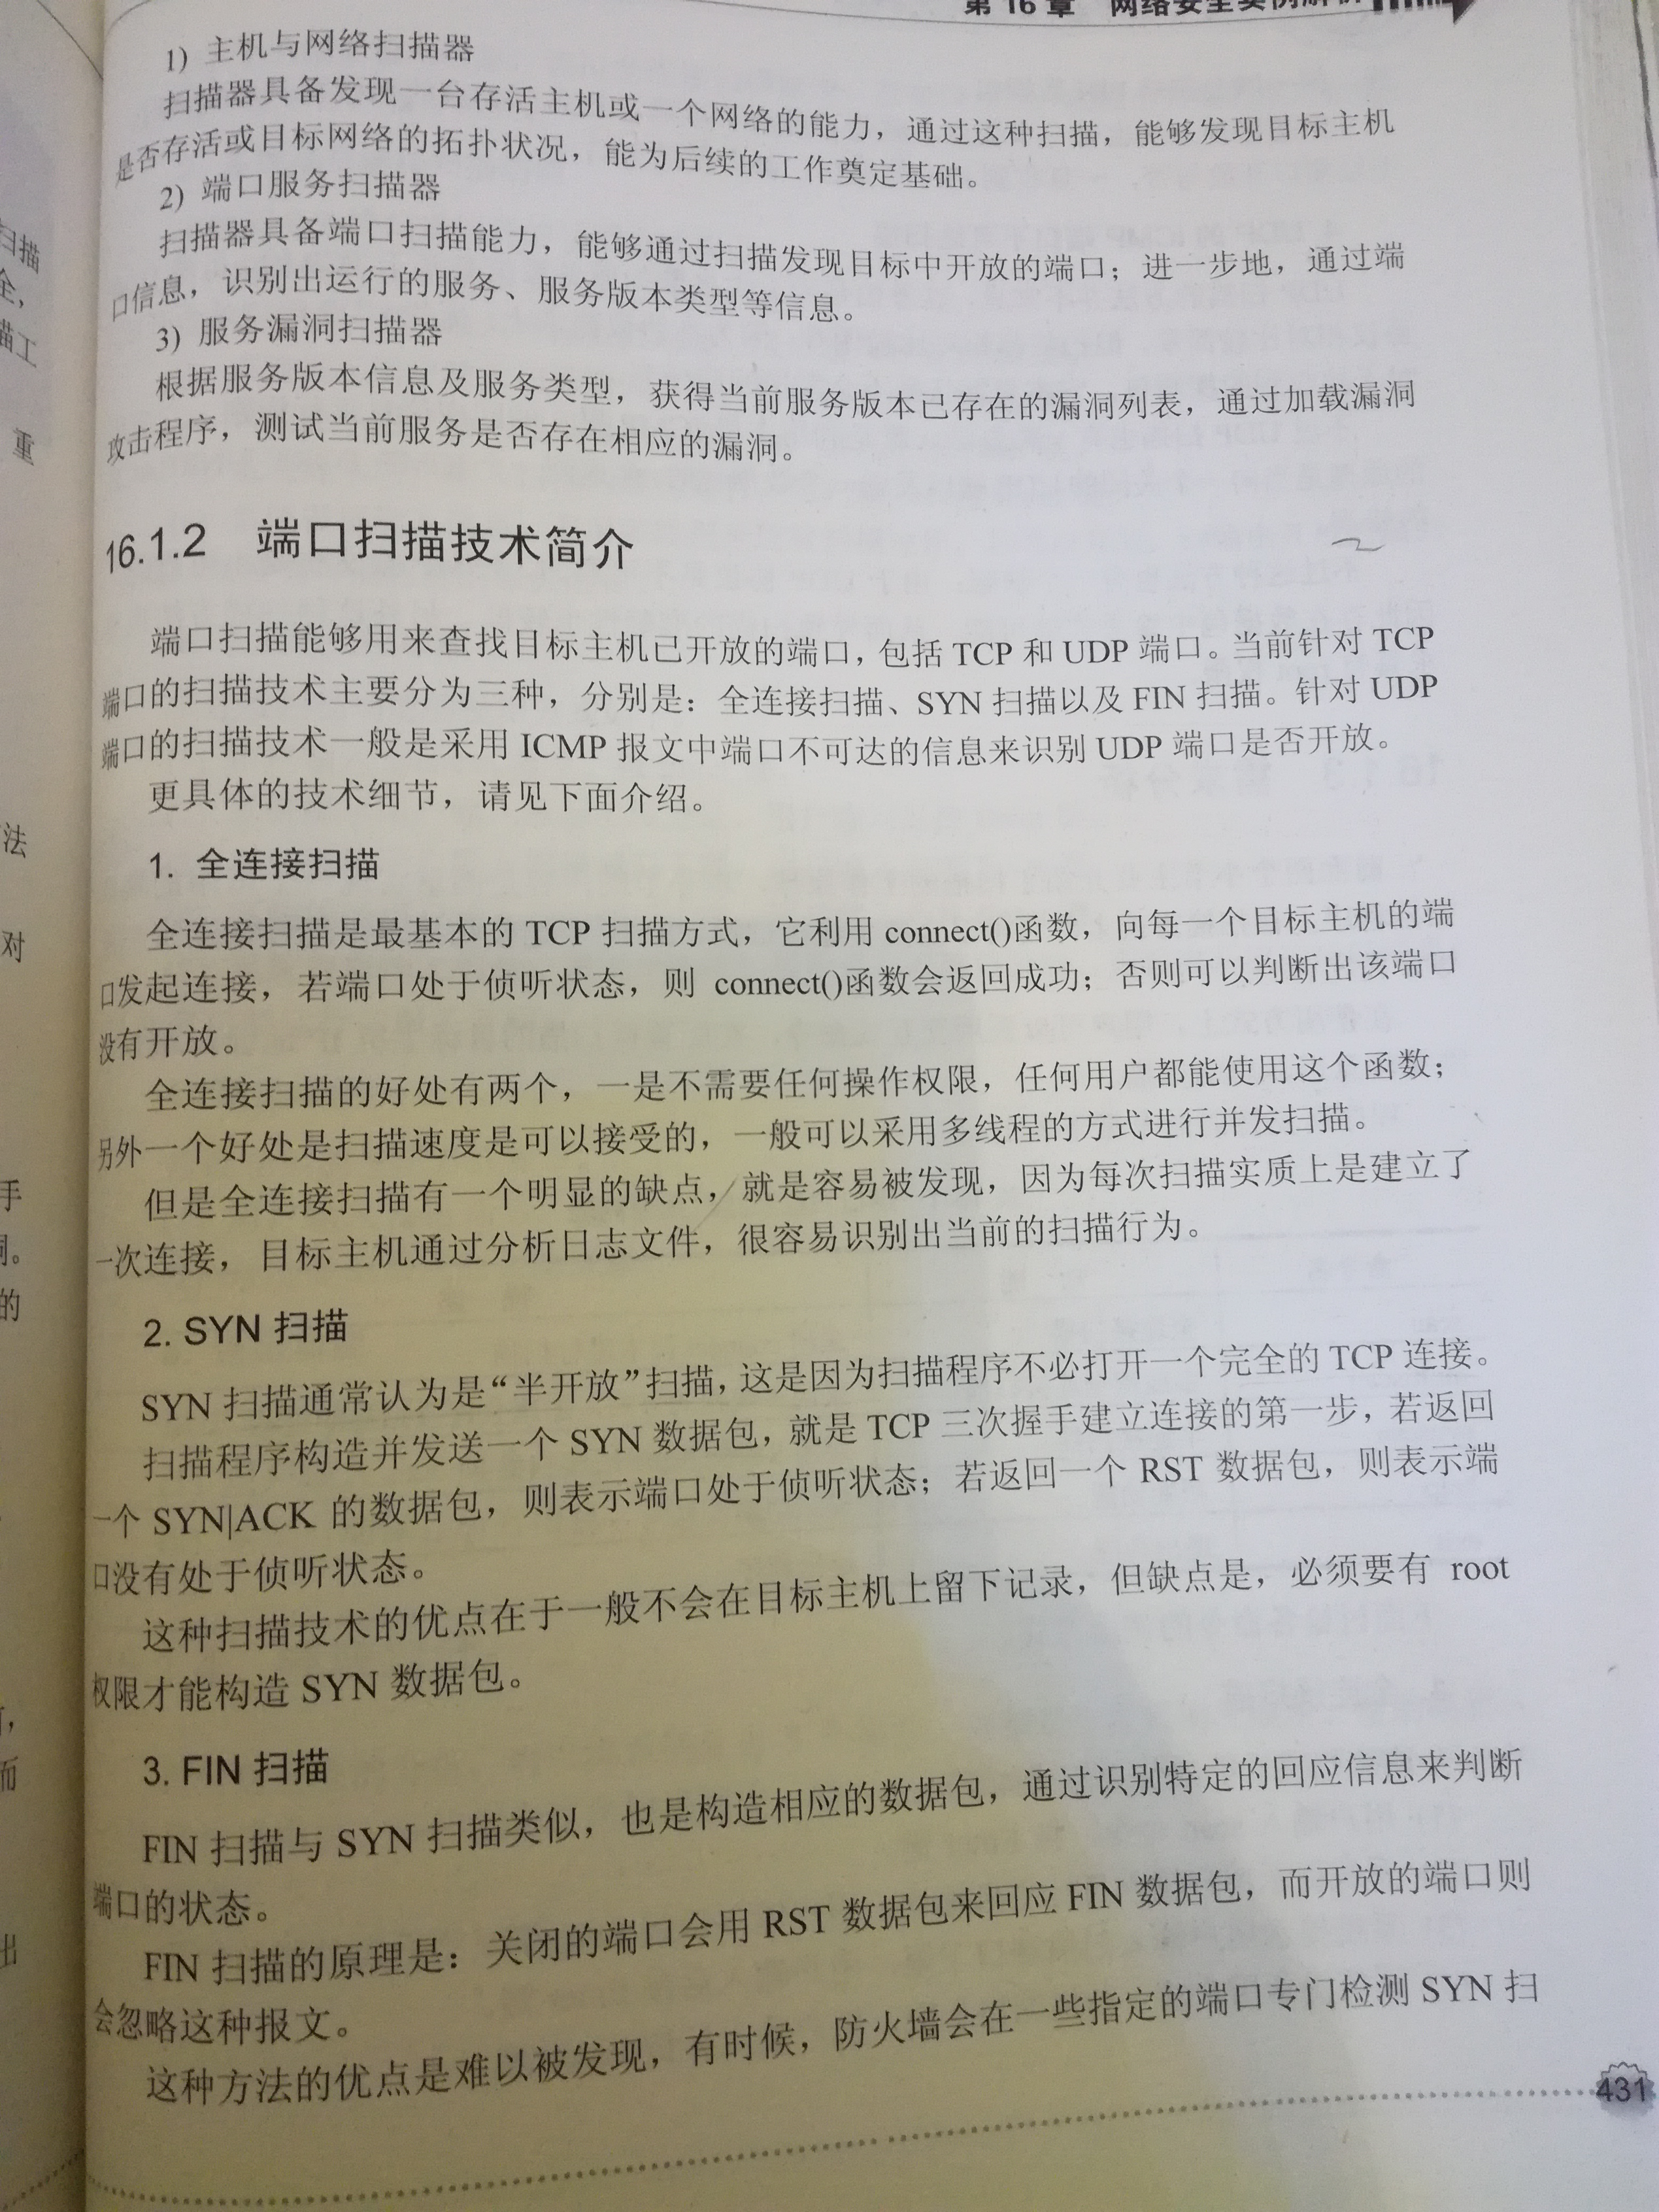 第 16 章 网络安全实例解析
1) 主机与网络扫描器
扫描器具备发现一台存活主机或一个网络的能力，通过这种扫描，能够发现目标主机
是否存活或目标网络的拓扑状况，能为后续的工作奠定基础。
2) 端口服务扫描器
扫描器具备端口扫描能力，能够通过扫描发现目标中开放的端口；进一步地，通过端
口信息，识别出运行的服务、服务版本类型等信息。
3) 服务漏洞扫描器
根据服务版本信息及服务类型，获得当前服务版本已存在的漏洞列表，通过加载漏洞
攻击程序，测试当前服务是否存在相应的漏洞。
16.1.2 端口扫描技术简介
端口扫描能够用来查找目标主机已开放的端口，包括 TCP 和 UDP 端口。当前针对 TCP
端口的扫描技术主要分为三种，分别是：全连接扫描、SYN 扫描以及 FIN 扫描。针对 UDP
端口的扫描技术一般是采用 ICMP 报文中端口不可达的信息来识别 UDP 端口是否开放。
更具体的技术细节，请见下面介绍。
1. 全连接扫描
全连接扫描是最基本的 TCP 扫描方式，它利用 connect()函数，向每一个目标主机的端
口发起连接，若端口处于侦听状态，则 connect()函数会返回成功；否则可以判断出该端口
没有开放。
全连接扫描的好处有两个，一是不需要任何操作权限，任何用户都能使用这个函数；
另外一个好处是扫描速度是可以接受的，一般可以采用多线程的方式进行并发扫描。
但是全连接扫描有一个明显的缺点，就是容易被发现，因为每次扫描实质上是建立了
一次连接，目标主机通过分析日志文件，很容易识别出当前的扫描行为。
2. SYN 扫描
SYN 扫描通常认为是“半开放”扫描，这是因为扫描程序不必打开一个完全的 TCP 连接。
扫描程序构造并发送一个 SYN 数据包，就是 TCP 三次握手建立连接的第一步，若返回
一个 SYN|ACK 的数据包，则表示端口处于侦听状态；若返回一个 RST 数据包，则表示端
口没有处于侦听状态。
这种扫描技术的优点在于一般不会在目标主机上留下记录，但缺点是，必须要有 root
权限才能构造 SYN 数据包。
3. FIN 扫描
FIN 扫描与 SYN 扫描类似，也是构造相应的数据包，通过识别特定的回应信息来判断
端口的状态。
FIN 扫描的原理是：关闭的端口会用 RST 数据包来回应 FIN 数据包，而开放的端口则
会忽略这种报文。
这种方法的优点是难以被发现，有时候，防火墙会在一些指定的端口专门检测 SYN 扫
431